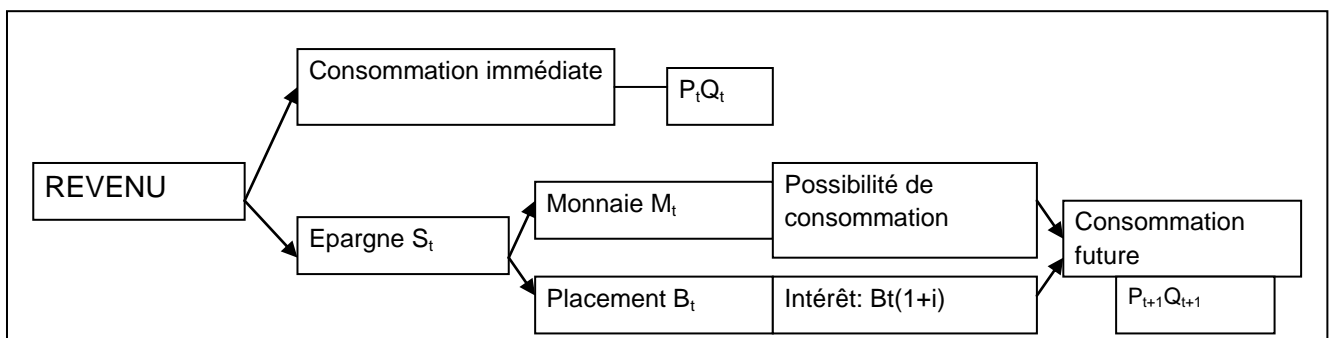 Consommation immédiate
PₜQₜ
REVENU
Epargne Sₜ
Monnaie Mₜ
Possibilité de
consommation
Consommation
future
Placement Bₜ
Intérêt: Bt(1+i)
Pₜ₊₁Qₜ₊₁